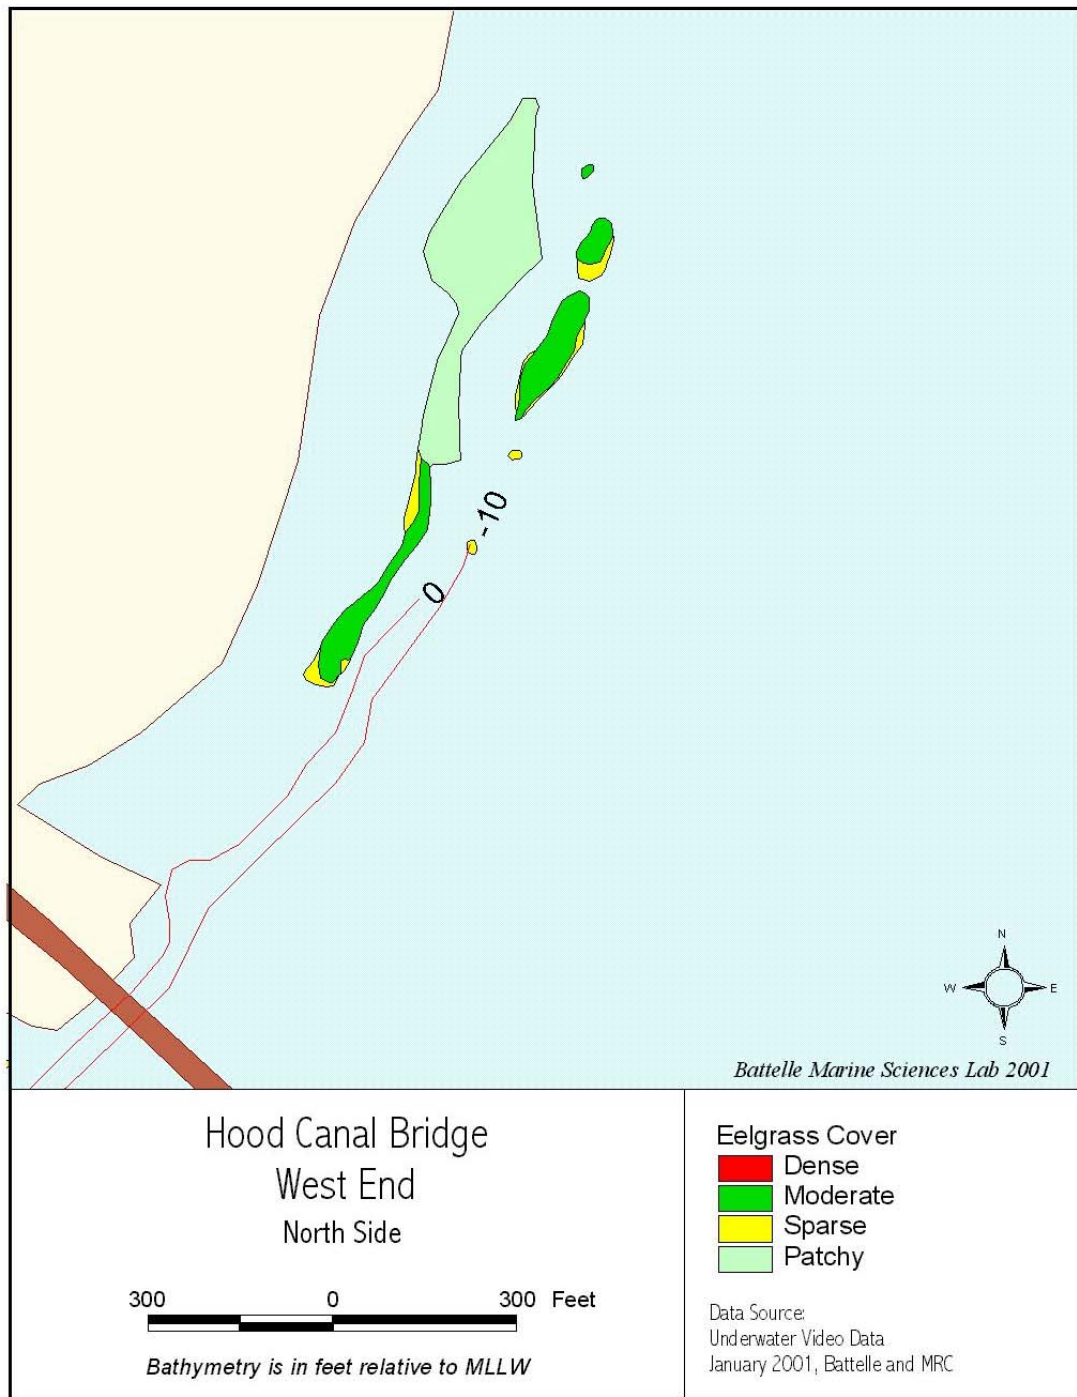 -10
0
N
W E
S
Battelle Marine Sciences Lab 2001
Hood Canal Bridge
West End
North Side
300 0 300 Feet
Bathymetry is in feet relative to MLLW
Eelgrass Cover
Dense
Moderate
Sparse
Patchy
Data Source:
Underwater Video Data
January 2001, Battelle and MRC